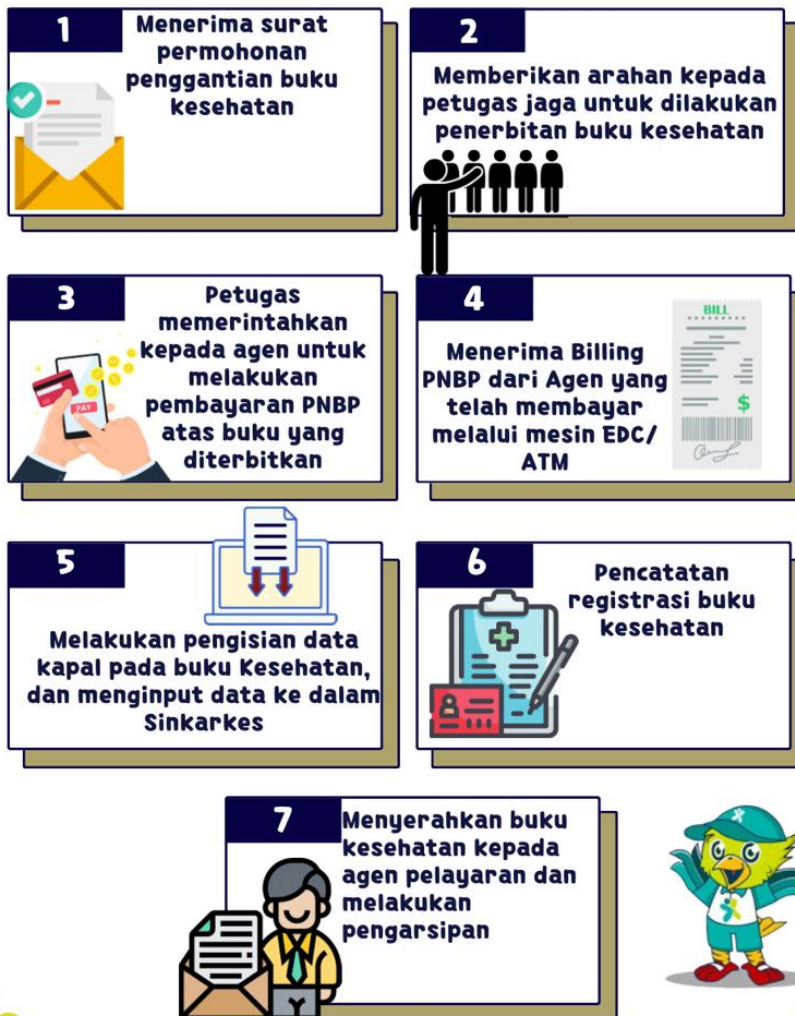 1
Menerima surat
permohonan
penggantian buku
kesehatan
2
Memberikan arahan kepada
petugas jaga untuk dilakukan
penerbitan buku kesehatan
3
Petugas
memerintahkan
kepada agen untuk
melakukan
pembayaran PNBP
atas buku yang
diterbitkan
PAY
4
Menerima Billing
PNBP dari Agen yang
telah membayar
melalui mesin EDC/
ATM
BILL
$
5
Melakukan pengisian data
kapal pada buku Kesehatan,
dan menginput data ke dalam
Sinkarkes
6
Pencatatan
registrasi buku
kesehatan
7
Menyerahkan buku
kesehatan kepada
agen pelayaran dan
melakukan
pengarsipan